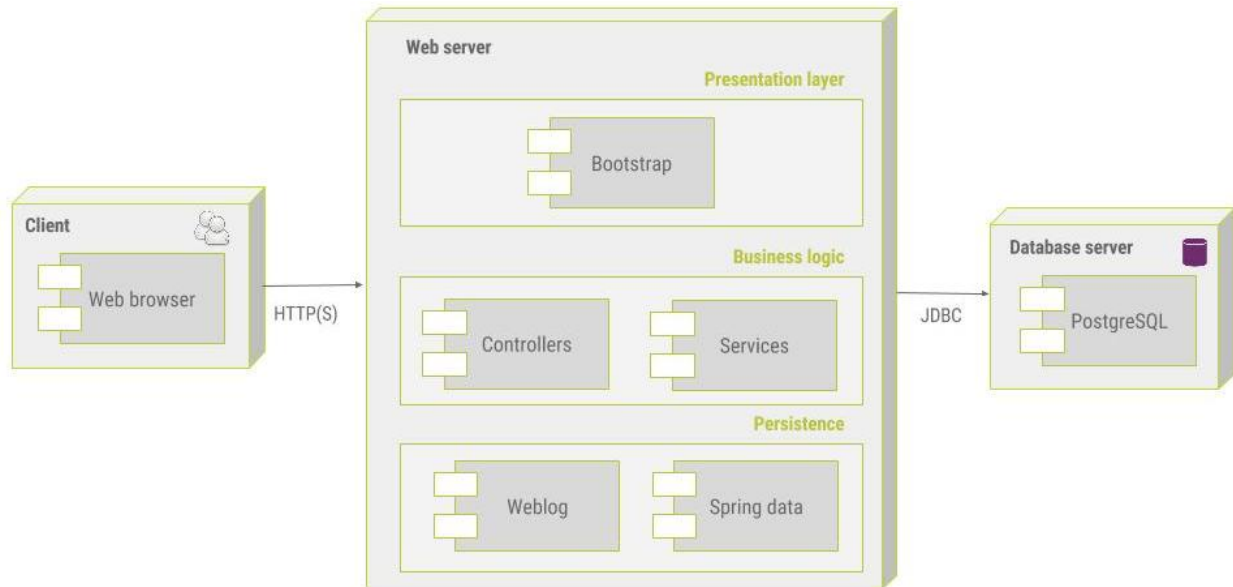 Web server
Presentation layer
Bootstrap
Client
Web browser
HTTP(S)
Business logic
Controllers
Services
Persistence
Weblog
Spring data
JDBC
Database server
PostgreSQL